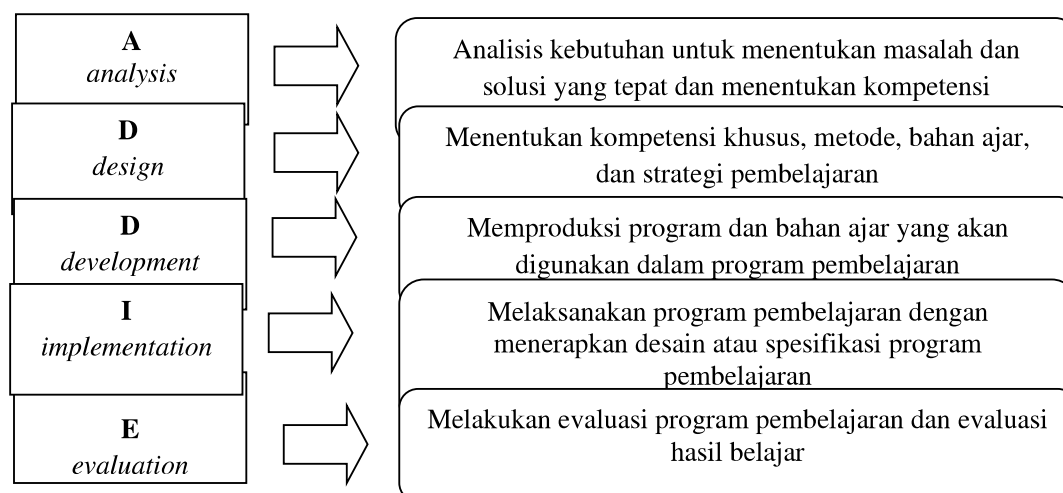 A
analysis
Analisis kebutuhan untuk menentukan masalah dan
solusi yang tepat dan menentukan kompetensi
D
design
Menentukan kompetensi khusus, metode, bahan ajar,
dan strategi pembelajaran
D
development
Memproduksi program dan bahan ajar yang akan
digunakan dalam program pembelajaran
I
implementation
Melaksanakan program pembelajaran dengan
menerapkan desain atau spesifikasi program
pembelajaran
E
evaluation
Melakukan evaluasi program pembelajaran dan evaluasi
hasil belajar